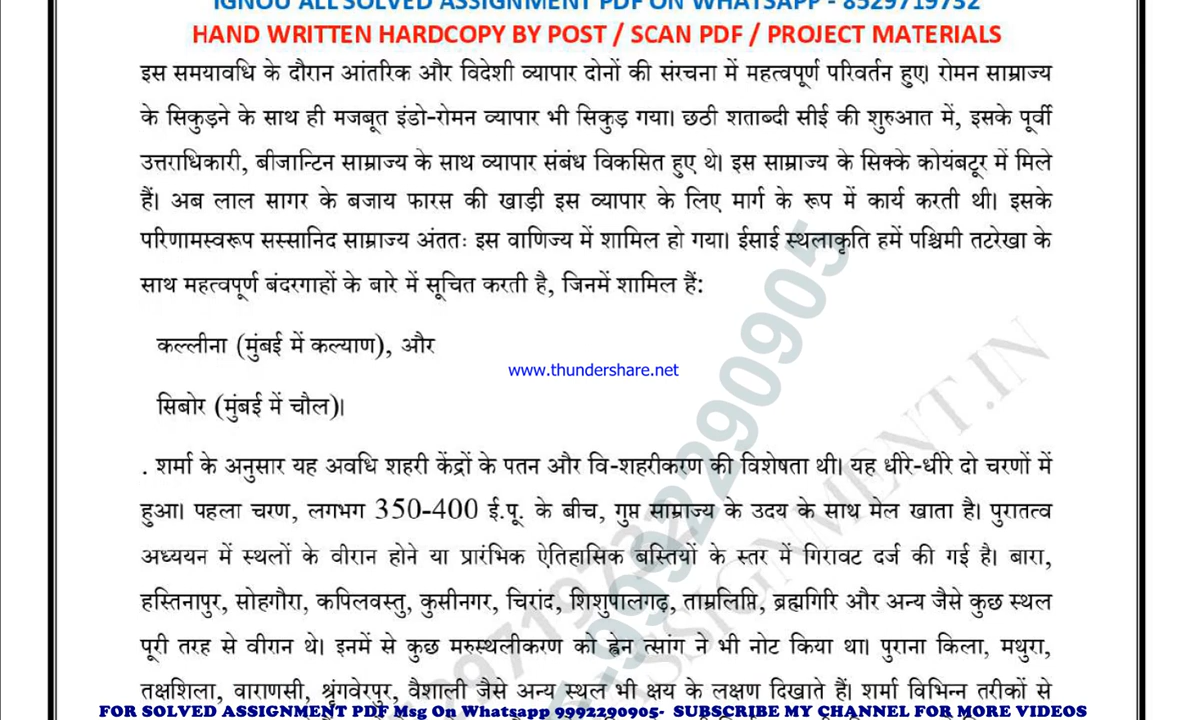 IGNOU ALL SOLVED ASSIGNMENT PDF ON WHATSAPP - 8529719732
HAND WRITTEN HARDCOPY BY POST / SCAN PDF / PROJECT MATERIALS
इस समयावधि के दौरान आंतरिक और विदेशी व्यापार दोनों की संरचना में महत्वपूर्ण परिवर्तन हुए। रोमन साम्राज्य
के सिकुड़ने के साथ ही मजबूत इंडो-रोमन व्यापार भी सिकुड़ गया। छठी शताब्दी सीई की शुरुआत में, इसके पूर्वी
उत्तराधिकारी, बीजान्टिन साम्राज्य के साथ व्यापार संबंध विकसित हुए थे। इस साम्राज्य के सिक्के कोयंबटूर में मिले
हैं। अब लाल सागर के बजाय फारस की खाड़ी इस व्यापार के लिए मार्ग के रूप में कार्य करती थी। इसके
परिणामस्वरूप सस्सानिद साम्राज्य अंततः इस वाणिज्य में शामिल हो गया। ईसाई स्थलाकृति हमें पश्चिमी तटरेखा के
साथ महत्वपूर्ण बंदरगाहों के बारे में सूचित करती है, जिनमें शामिल हैं:
कल्लीना (मुंबई में कल्याण), और
www.thundershare.net
सिबोर (मुंबई में चौल)।
. शर्मा के अनुसार यह अवधि शहरी केंद्रों के पतन और वि-शहरीकरण की विशेषता थी। यह धीरे-धीरे दो चरणों में
हुआ। पहला चरण, लगभग 350-400 ई.पू. के बीच, गुप्त साम्राज्य के उदय के साथ मेल खाता है। पुरातत्व
अध्ययन में स्थलों के वीरान होने या प्रारंभिक ऐतिहासिक बस्तियों के स्तर में गिरावट दर्ज की गई है। बारा,
हस्तिनापुर, सोहगौरा, कपिलवस्तु, कुसीनगर, चिरांद, शिशुपालगढ़, ताम्रलिप्ति, ब्रह्मगिरि और अन्य जैसे कुछ स्थल
पूरी तरह से वीरान थे। इनमें से कुछ मरुस्थलीकरण को ह्वेन त्सांग ने भी नोट किया था। पुराना किला, मथुरा,
तक्षशिला, वाराणसी, श्रृंगवेरपुर, वैशाली जैसे अन्य स्थल भी क्षय के लक्षण दिखाते हैं। शर्मा विभिन्न तरीकों से
FOR SOLVED ASSIGNMENT PDF Msg On Whatsapp 9992290905- SUBSCRIBE MY CHANNEL FOR MORE VIDEOS